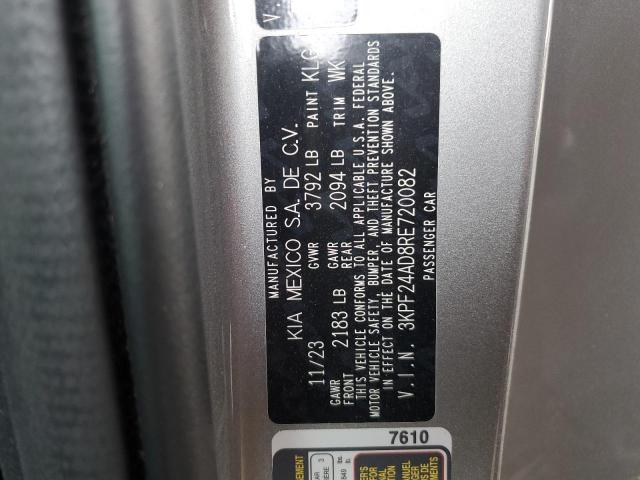 MANUFACTURED BY
KIA MEXICO S.A. DE C.V.
11/23 GVWR 3792 LB PAINT KLG
GAWR FRONT 2183 LB GAWR REAR 2094 LB TRIM WK
THIS VEHICLE CONFORMS TO ALL APPLICABLE U.S.A. FEDERAL
MOTOR VEHICLE SAFETY, BUMPER, AND THEFT PREVENTION STANDARDS
IN EFFECT ON THE DATE OF MANUFACTURE SHOWN ABOVE.
V.I.N. 3KPF24AD8RE720082
PASSENGER CAR
7610